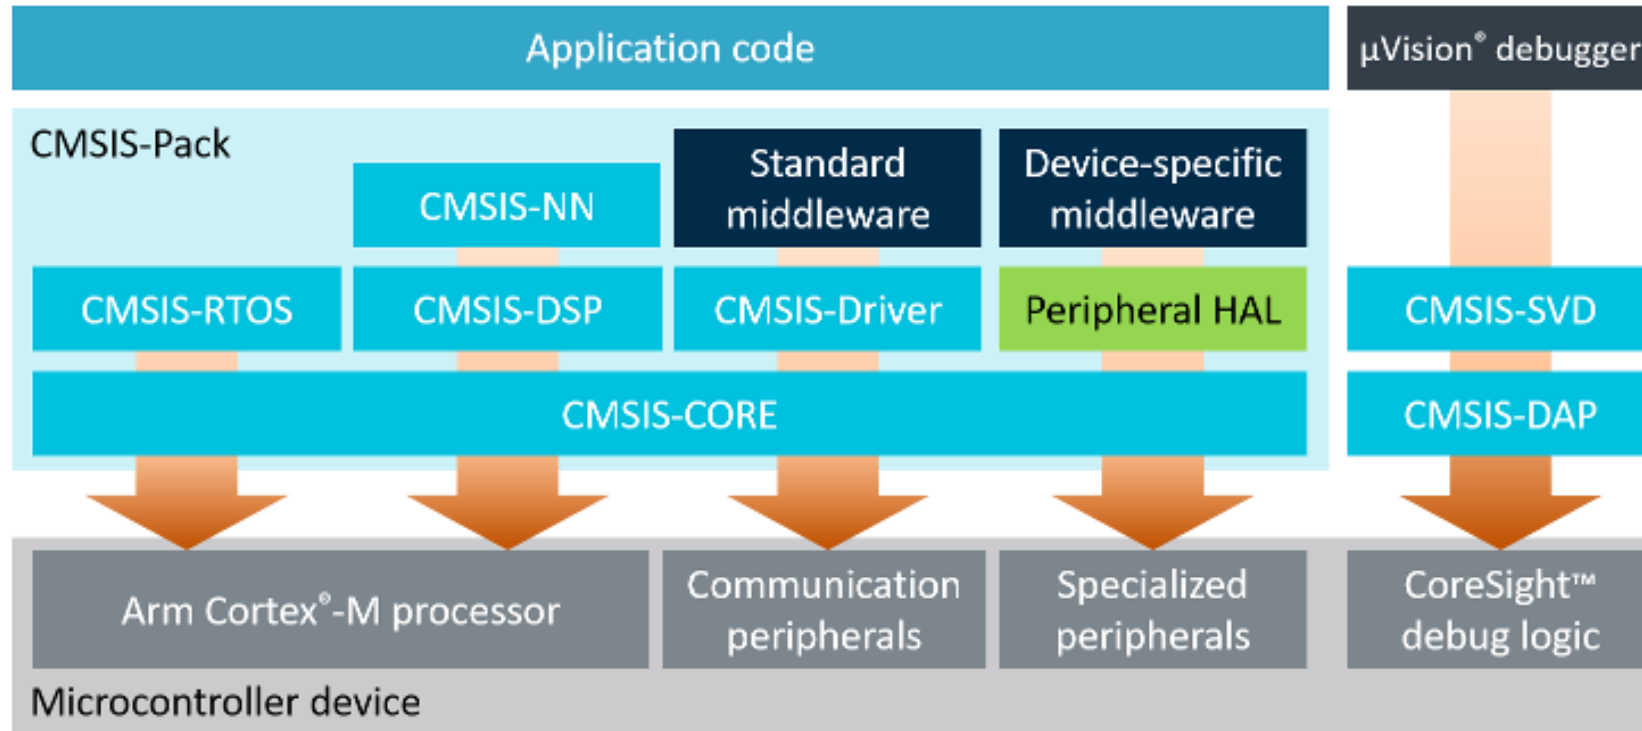 Application code
µVision® debugger
CMSIS-Pack
CMSIS-NN
Standard
middleware
Device-specific
middleware
CMSIS-RTOS
CMSIS-DSP
CMSIS-Driver
Peripheral HAL
CMSIS-SVD
CMSIS-CORE
CMSIS-DAP
Arm Cortex®-M processor
Communication
peripherals
Specialized
peripherals
CoreSight™
debug logic
Microcontroller device